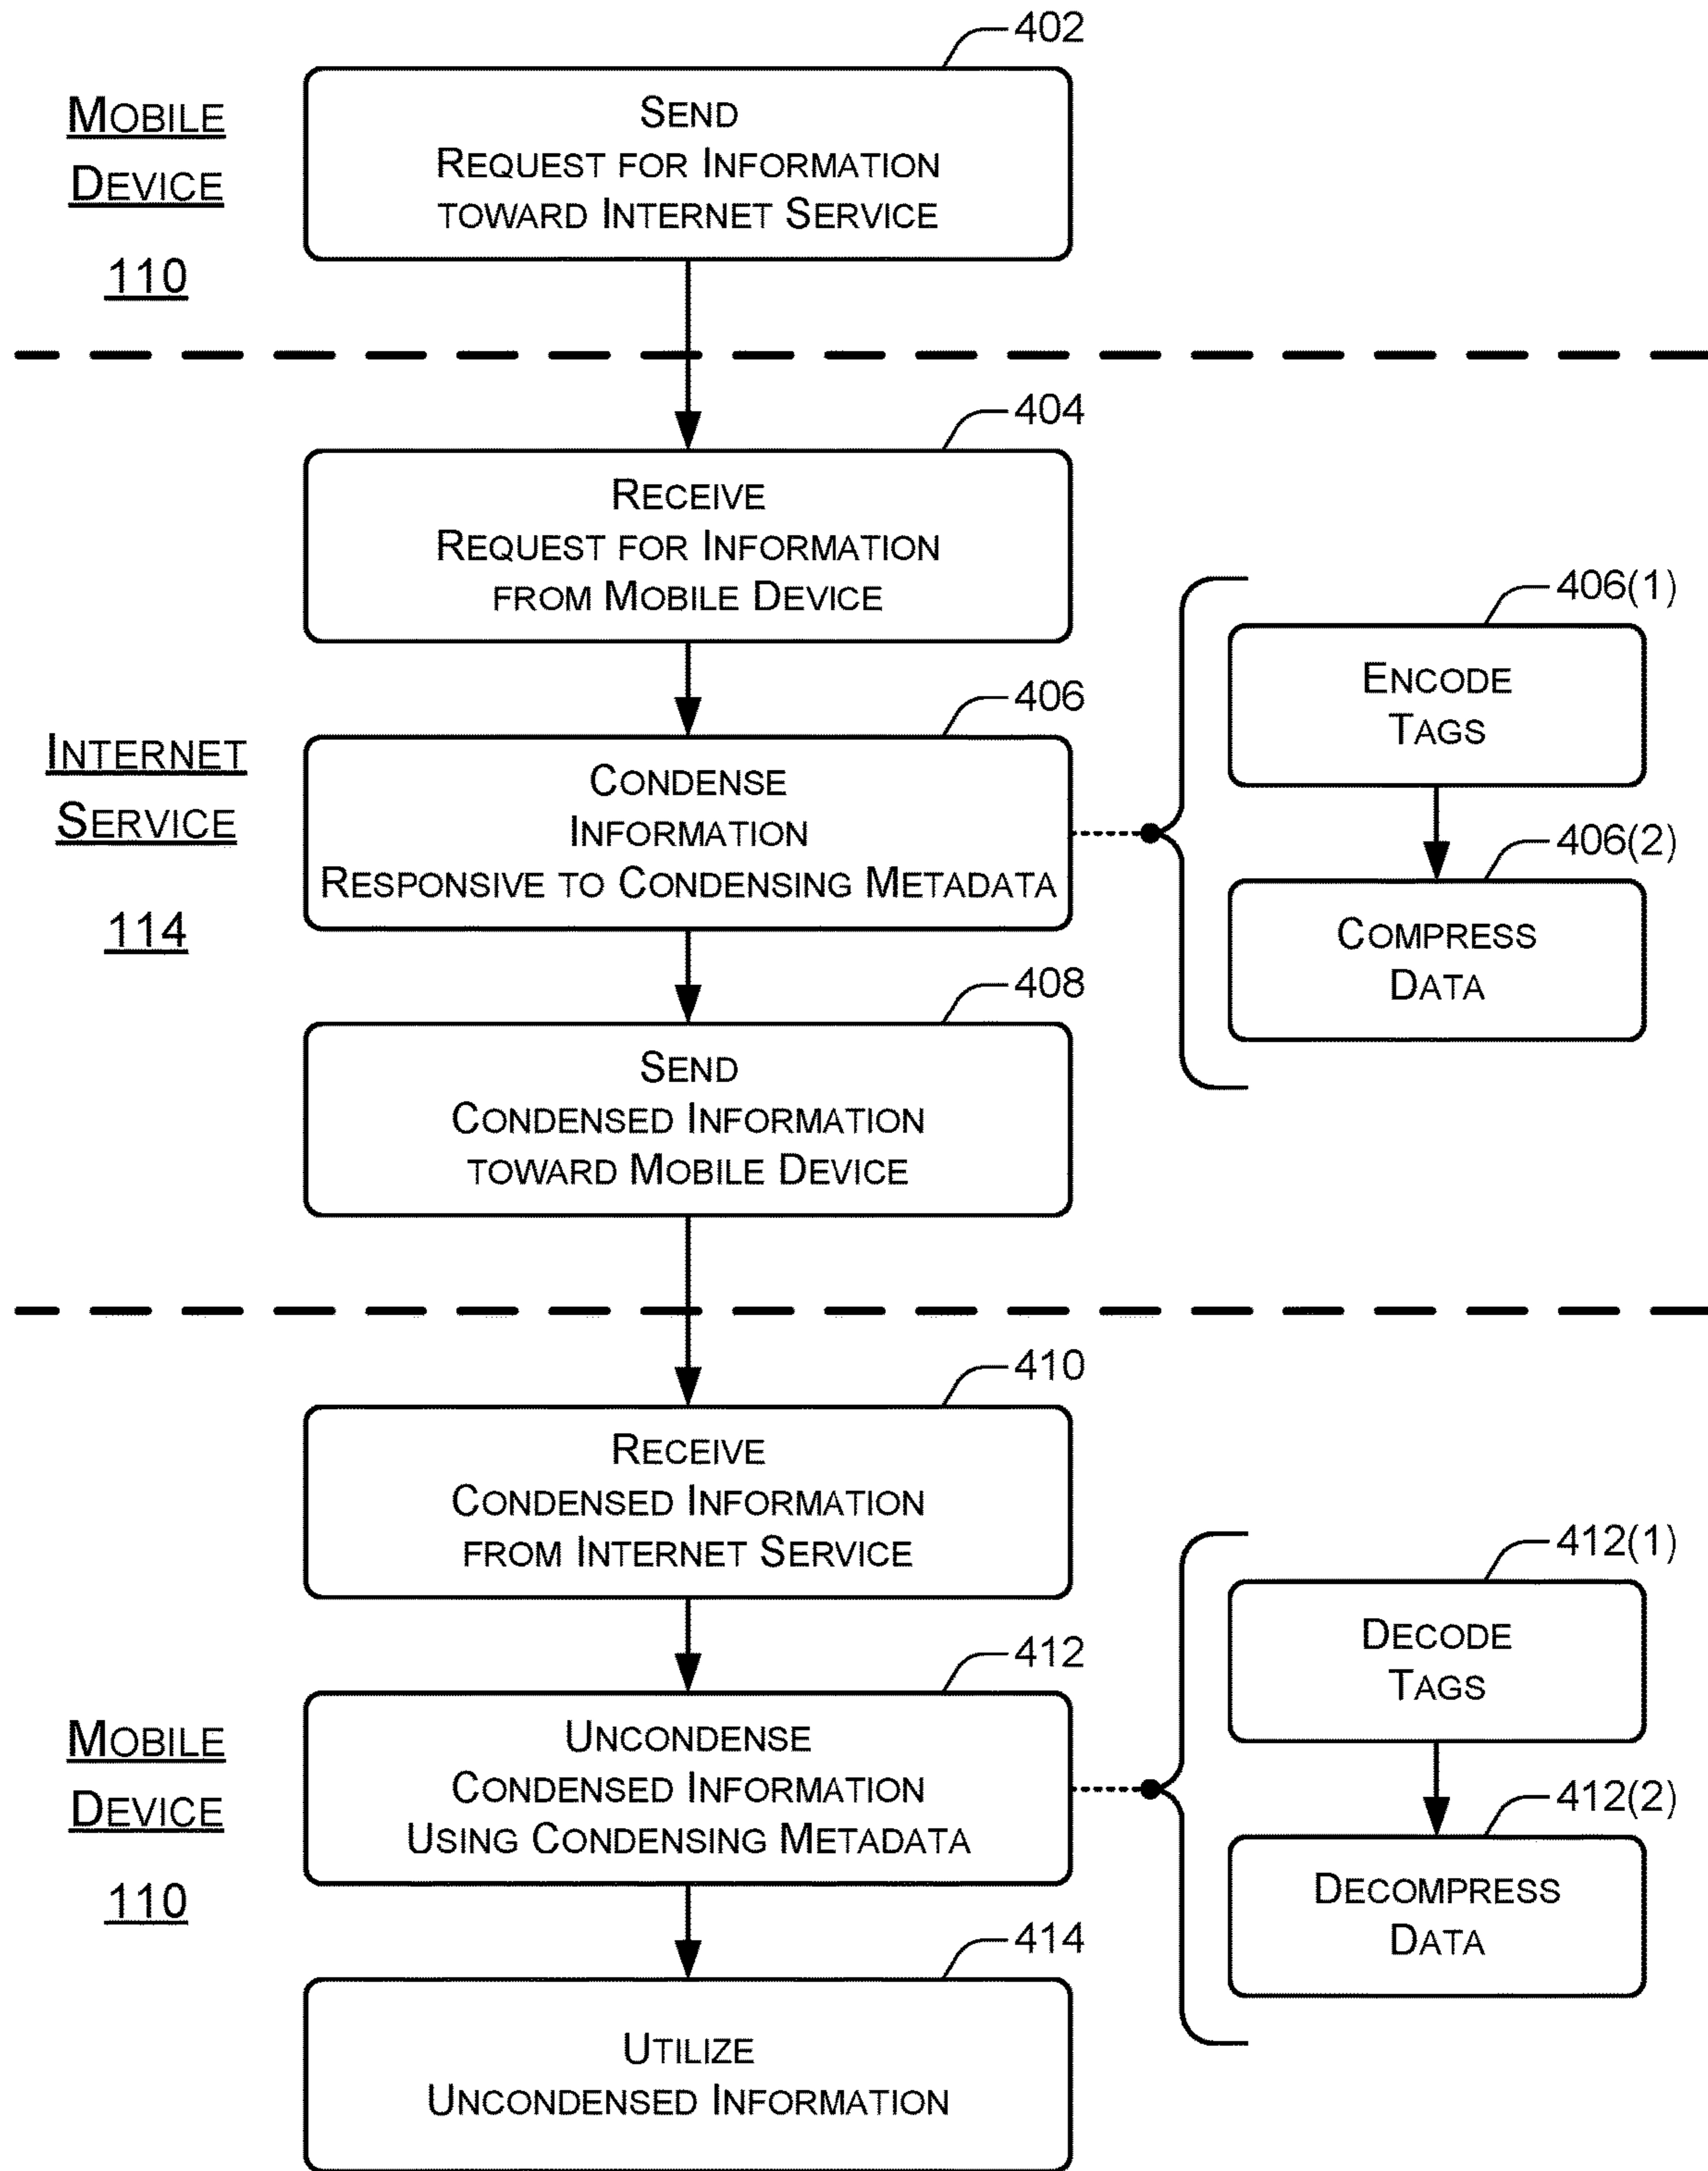 402
MOBILE
DEVICE
110
SEND
REQUEST FOR INFORMATION
TOWARD INTERNET SERVICE
404
RECEIVE
REQUEST FOR INFORMATION
FROM MOBILE DEVICE
INTERNET
SERVICE
114
406
CONDENSE
INFORMATION
RESPONSIVE TO CONDENSING METADATA
406(1)
ENCODE
TAGS
406(2)
COMPRESS
DATA
408
SEND
CONDENSED INFORMATION
TOWARD MOBILE DEVICE
410
RECEIVE
CONDENSED INFORMATION
FROM INTERNET SERVICE
MOBILE
DEVICE
110
412
UNCONDENSE
CONDENSED INFORMATION
USING CONDENSING METADATA
412(1)
DECODE
TAGS
412(2)
DECOMPRESS
DATA
414
UTILIZE
UNCONDENSED INFORMATION